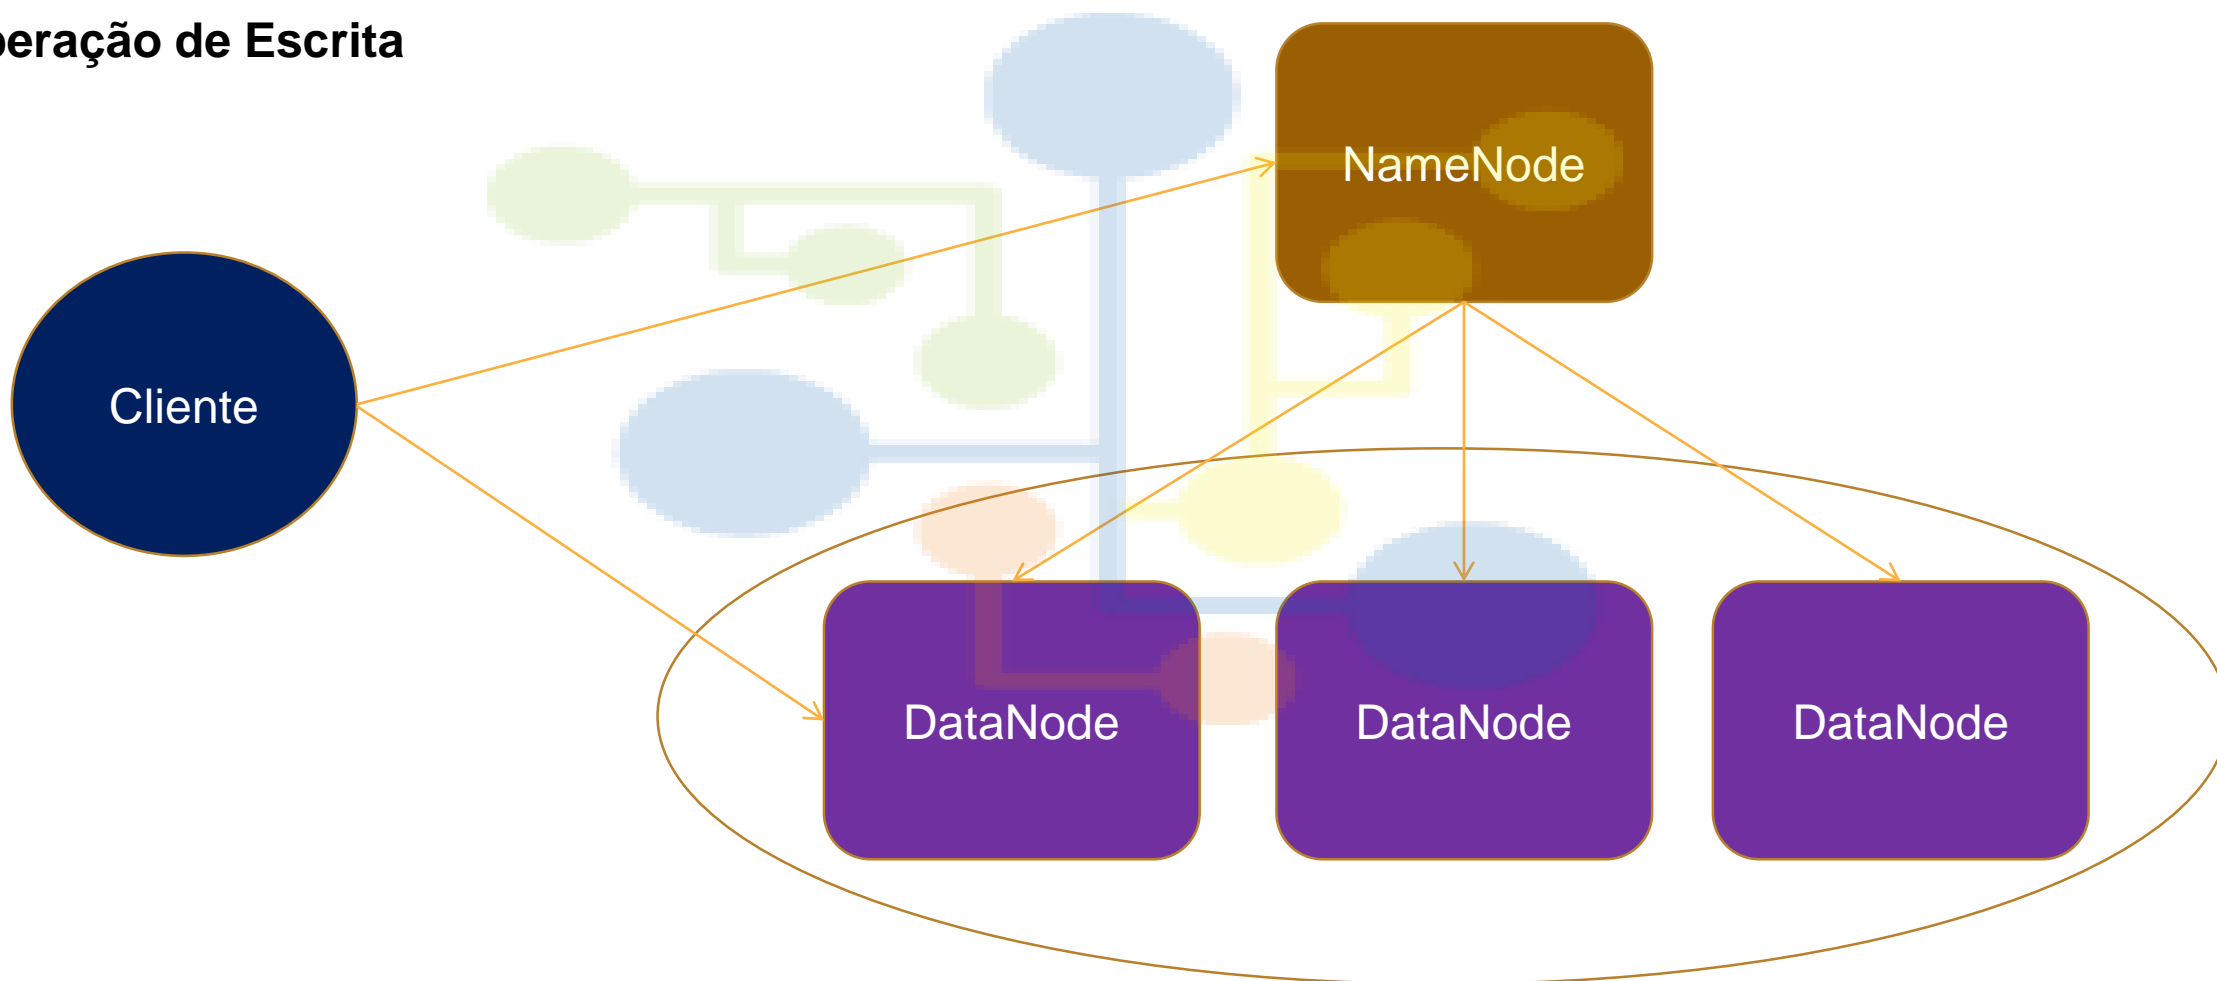 peração de Escrita
NameNode
Cliente
DataNode
DataNode
DataNode